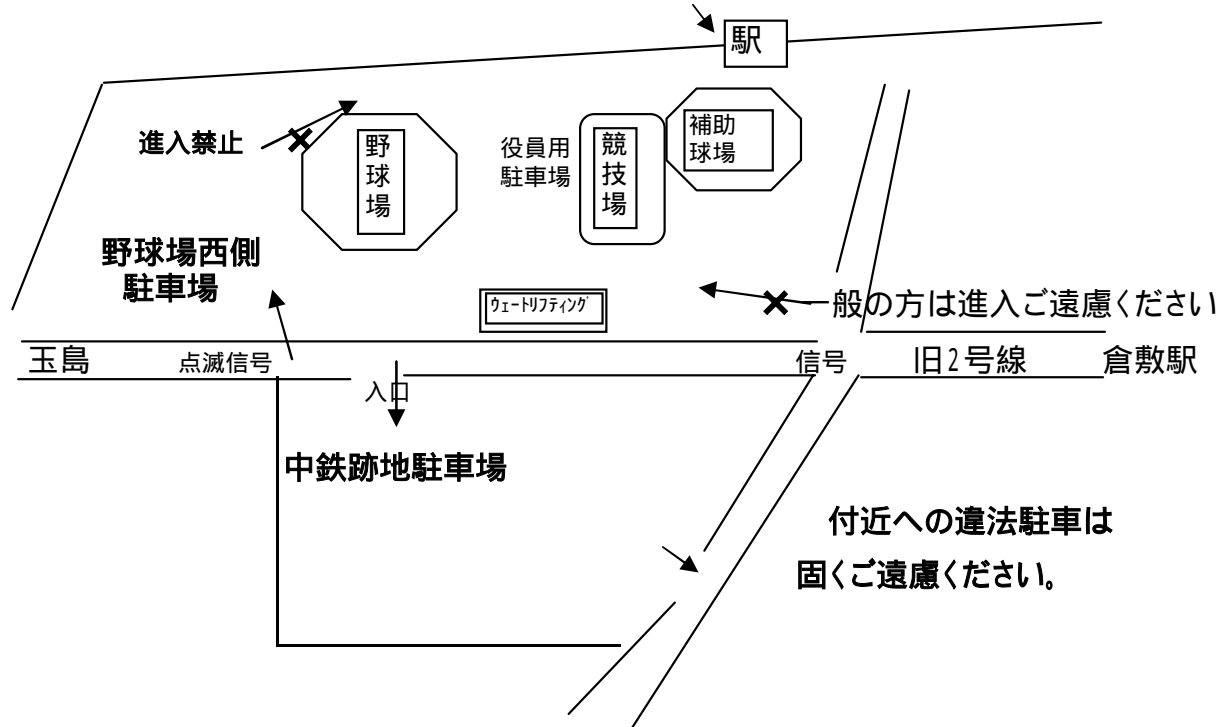 駅
進入禁止
野球場
役員用
駐車場
競技場
補助
球場
野球場西側
駐車場
ウェートリフティング
一般の方は進入ご遠慮ください
玉島
点滅信号
信号
旧2号線
倉敷駅
入口
中鉄跡地駐車場
付近への違法駐車は
固くご遠慮ください。